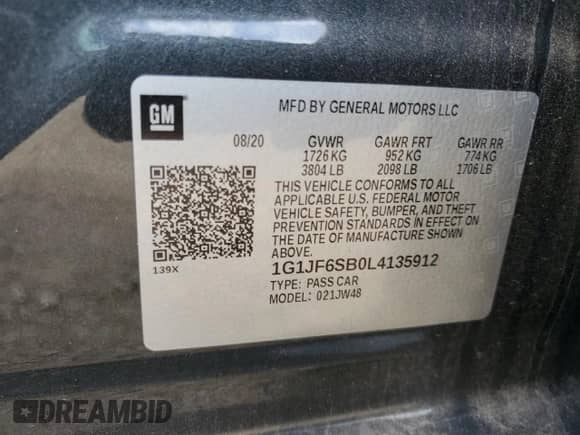 GM
MFD BY GENERAL MOTORS LLC
08/20 GVWR GAWR FRT GAWR RR
1726 KG 952 KG 774 KG
3804 LB 2098 LB 1706 LB
THIS VEHICLE CONFORMS TO ALL
APPLICABLE U.S. FEDERAL MOTOR
VEHICLE SAFETY, BUMPER, AND THEFT
PREVENTION STANDARDS IN EFFECT ON
THE DATE OF MANUFACTURE SHOWN
ABOVE.
139X
1G1JF6SB0L4135912
TYPE: PASS CAR
MODEL: 021JW48
DREAMBID